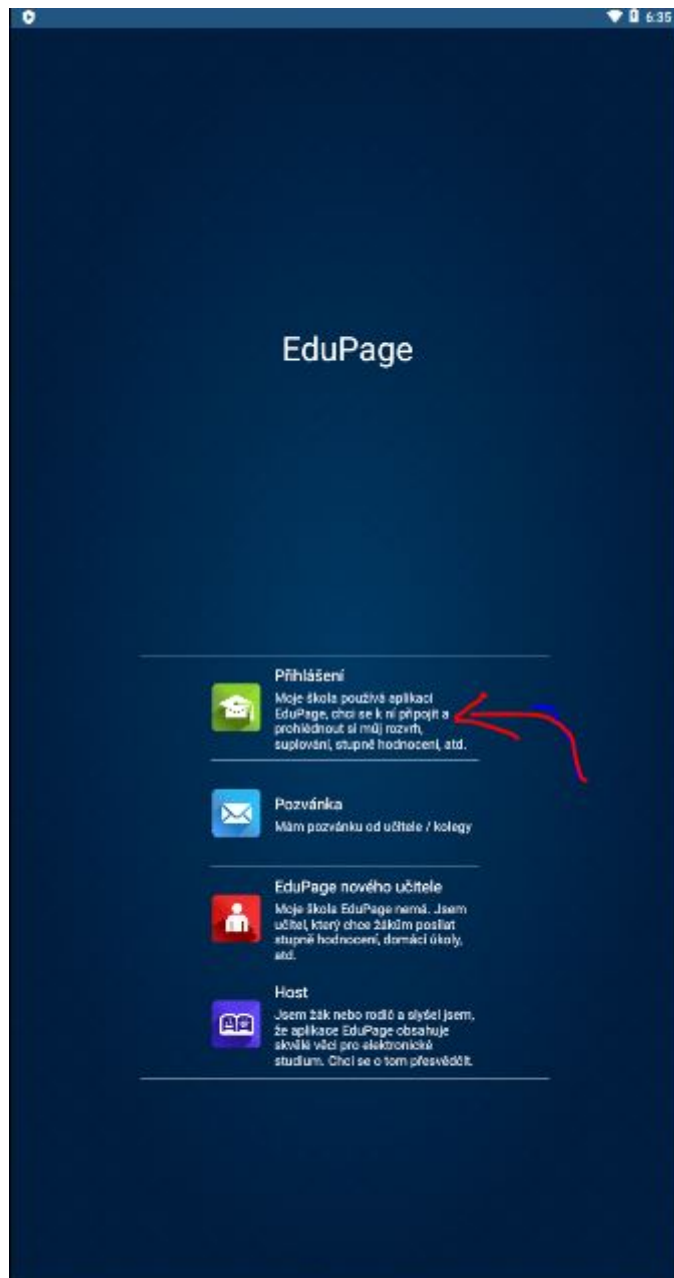 6:35
EduPage
Přihlášení
Moje škola používá aplikaci
EduPage, chci se k ní připojit a
prohlédnout si můj rozvrh,
suplování, stupně hodnocení, atd.
Pozvánka
Mám pozvánku od učitele / kolegy
EduPage nového učitele
Moje škola EduPage nemá. Jsem
učitel, který chce žákům posílat
stupně hodnocení, domácí úkoly,
atd.
Host
Jsem žák nebo rodič a slyšel jsem,
že aplikace EduPage obsahuje
skvělé věci pro elektronické
studium. Chci se o tom přesvědčit.